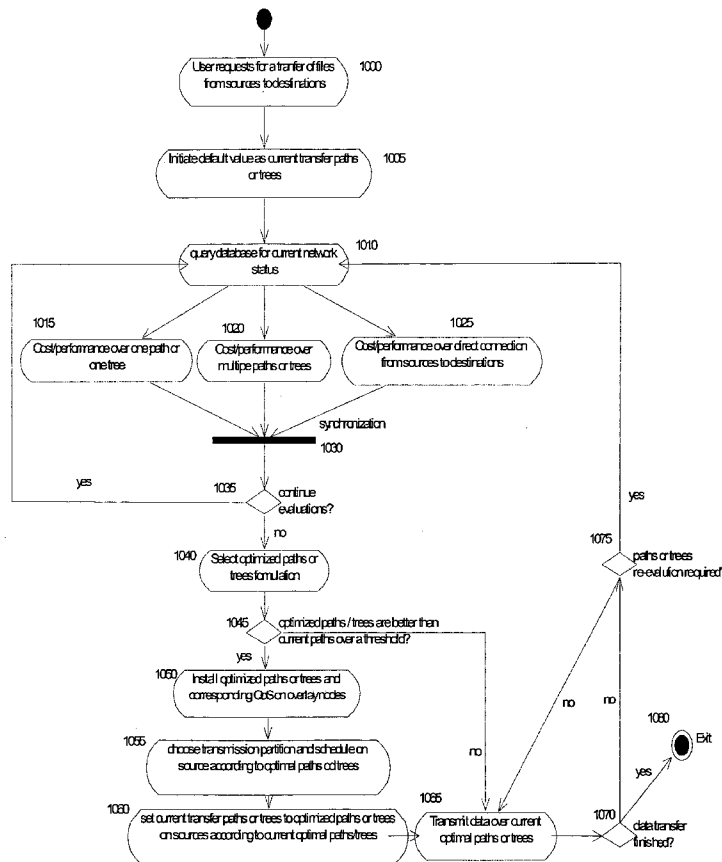 User requests for a tranfer of filles
from sources to destinations
1000
Initiate default value as current transfer paths
or trees
1005
query database for current network
status
1010
1015
Cost/performance over one path or
one tree
1020
Cost/performance over
multipe paths or trees
1025
Cost/performance over direct connection
from sources to destinations
synchronization
1030
yes
1035
continue
evaluations?
no
1040
Select optimized paths or
trees fomulation
1045
optimized paths / trees are better than
current paths over a threshold?
yes
1050
Install optimized paths or trees and
corresponding QoS on overlay nodes
1055
choose transmission partition and schedule on
source according to optimal paths od trees
1060
set current transfer paths or trees to optimized paths or trees
on sources according to current optimal paths/trees
no
1065
Transmit data over current
optimal paths or trees
1070
data transfer
finished?
yes
1080
Exit
no
no
1075
paths or trees
re-evalution required?
yes